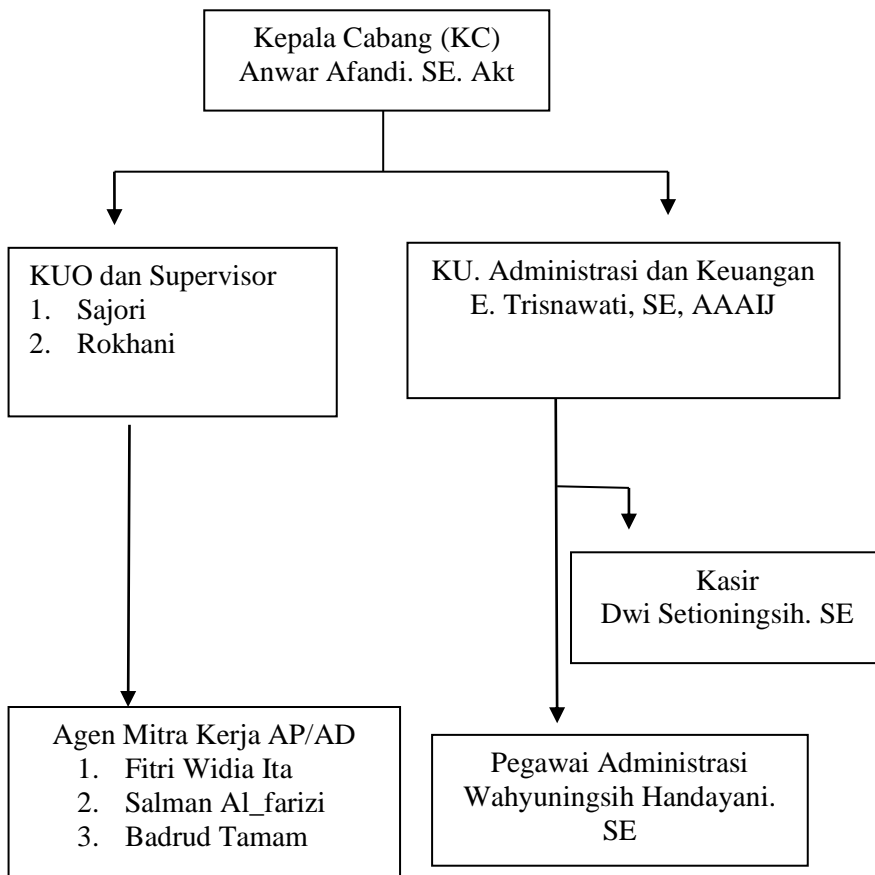 Kepala Cabang (KC)
Anwar Afandi. SE. Akt
KUO dan Supervisor
1. Sajori
2. Rokhani
KU. Administrasi dan Keuangan
E. Trisnawati, SE, AAAIJ
Kasir
Dwi Setioningsih. SE
Agen Mitra Kerja AP/AD
1. Fitri Widia Ita
2. Salman Al_farizi
3. Badrud Tamam
Pegawai Administrasi
Wahyuningsih Handayani.
SE